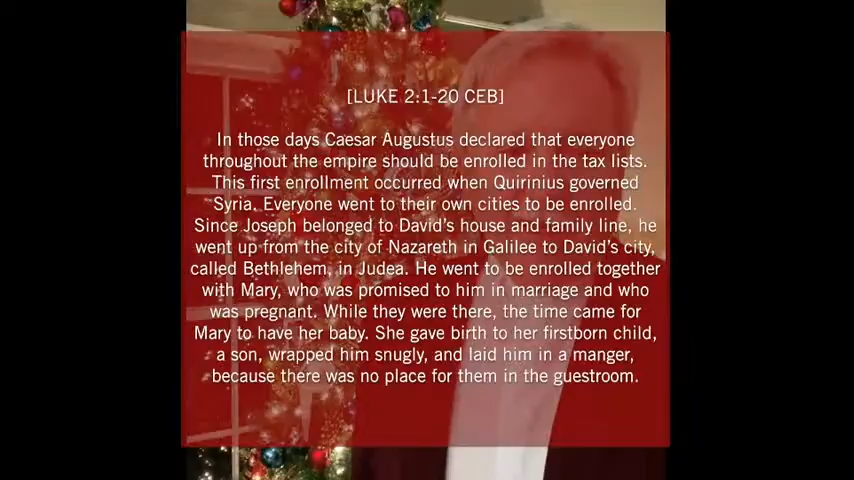 [LUKE 2:1-20 CEB]
In those days Caesar Augustus declared that everyone
throughout the empire should be enrolled in the tax lists.
This first enrollment occurred when Quirinius governed
Syria. Everyone went to their own cities to be enrolled.
Since Joseph belonged to David's house and family line, he
went up from the city of Nazareth in Galilee to David's city,
called Bethlehem, in Judea. He went to be enrolled together
with Mary, who was promised to him in marriage and who
was pregnant. While they were there, the time came for
Mary to have her baby. She gave birth to her firstborn child,
a son, wrapped him snugly, and laid him in a manger,
because there was no place for them in the guestroom.